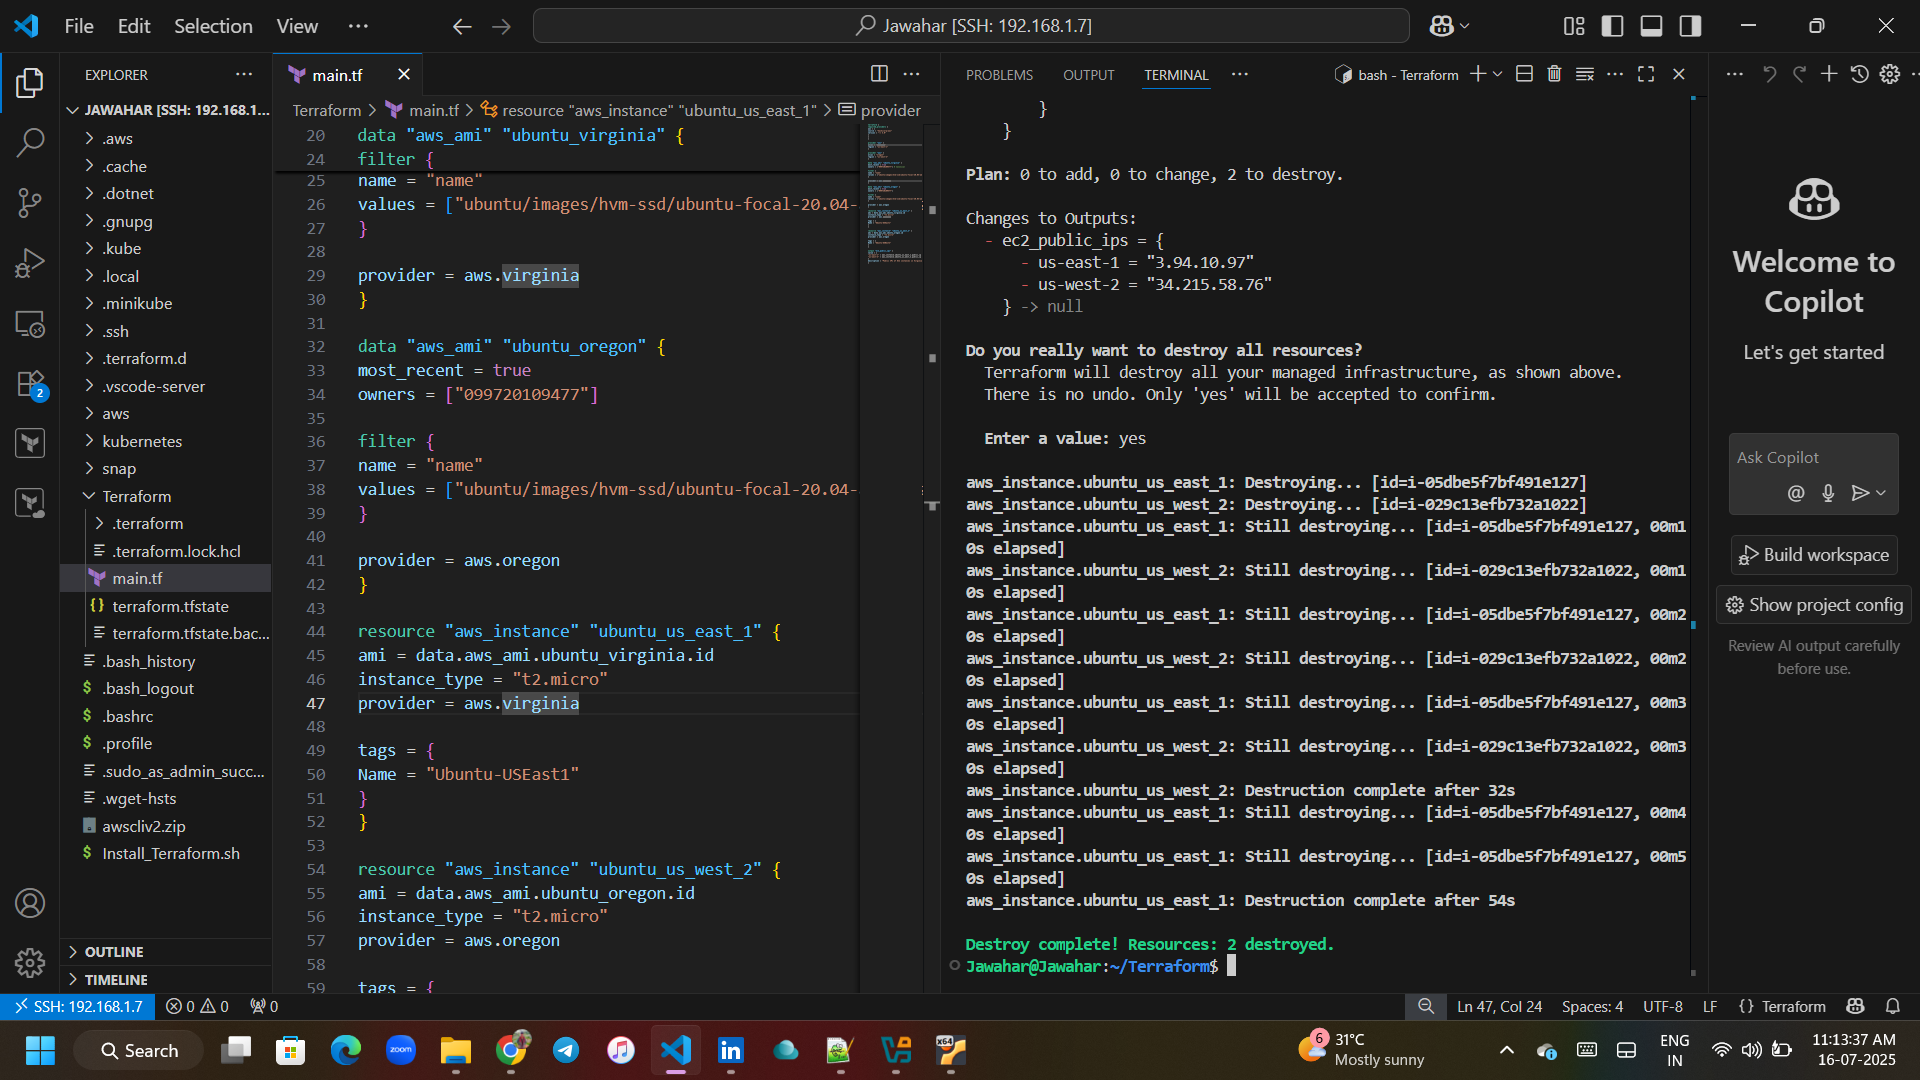 File Edit Selection View ···
Jawahar [SSH: 192.168.1.7]
EXPLORER
JAWAHAR [SSH: 192.168.1...
.aws
.cache
.dotnet
.gnupg
.kube
.local
.minikube
.ssh
.terraform.d
.vscode-server
aws
kubernetes
snap
Terraform
.terraform
.terraform.lock.hcl
main.tf
terraform.tfstate
terraform.tfstate.bac...
.bash_history
.bash_logout
.bashrc
.profile
.sudo_as_admin_succ...
.wget-hsts
awscliv2.zip
Install_Terraform.sh
OUTLINE
TIMELINE
2
main.tf
Terraform > main.tf > resource "aws_instance" "ubuntu_us_east_1" > provider
20 data "aws_ami" "ubuntu_virginia" {
24 filter {
25 name = "name"
26 values = ["ubuntu/images/hvm-ssd/ubuntu-focal-20.04-
27 }
28
29 provider = aws.virginia
30 }
31
32 data "aws_ami" "ubuntu_oregon" {
33 most_recent = true
34 owners = ["099720109477"]
35
36 filter {
37 name = "name"
38 values = ["ubuntu/images/hvm-ssd/ubuntu-focal-20.04-
39 }
40
41 provider = aws.oregon
42 }
43
44 resource "aws_instance" "ubuntu_us_east_1" {
45 ami = data.aws_ami.ubuntu_virginia.id
46 instance_type = "t2.micro"
47 provider = aws.virginia
48
49 tags = {
50 Name = "Ubuntu-USEast1"
51 }
52 }
53
54 resource "aws_instance" "ubuntu_us_west_2" {
55 ami = data.aws_ami.ubuntu_oregon.id
56 instance_type = "t2.micro"
57 provider = aws.oregon
58
59 tags = {
PROBLEMS OUTPUT TERMINAL ··· bash - Terraform
}
}
Plan: 0 to add, 0 to change, 2 to destroy.
Changes to Outputs:
- ec2_public_ips = {
- us-east-1 = "3.94.10.97"
- us-west-2 = "34.215.58.76"
} -> null
Do you really want to destroy all resources?
Terraform will destroy all your managed infrastructure, as shown above.
There is no undo. Only 'yes' will be accepted to confirm.
Enter a value: yes
aws_instance.ubuntu_us_east_1: Destroying... [id=i-05dbe5f7bf491e127]
aws_instance.ubuntu_us_west_2: Destroying... [id=i-029c13efb732a1022]
aws_instance.ubuntu_us_east_1: Still destroying... [id=i-05dbe5f7bf491e127, 00m1
0s elapsed]
aws_instance.ubuntu_us_west_2: Still destroying... [id=i-029c13efb732a1022, 00m1
0s elapsed]
aws_instance.ubuntu_us_east_1: Still destroying... [id=i-05dbe5f7bf491e127, 00m2
0s elapsed]
aws_instance.ubuntu_us_west_2: Still destroying... [id=i-029c13efb732a1022, 00m2
0s elapsed]
aws_instance.ubuntu_us_east_1: Still destroying... [id=i-05dbe5f7bf491e127, 00m3
0s elapsed]
aws_instance.ubuntu_us_west_2: Still destroying... [id=i-029c13efb732a1022, 00m3
0s elapsed]
aws_instance.ubuntu_us_west_2: Destruction complete after 32s
aws_instance.ubuntu_us_east_1: Still destroying... [id=i-05dbe5f7bf491e127, 00m4
0s elapsed]
aws_instance.ubuntu_us_east_1: Still destroying... [id=i-05dbe5f7bf491e127, 00m5
0s elapsed]
aws_instance.ubuntu_us_east_1: Destruction complete after 54s
Destroy complete! Resources: 2 destroyed.
Jawahar@Jawahar:~/Terraform$
Welcome to
Copilot
Let's get started
Ask Copilot
Build workspace
Show project config
Review AI output carefully
before use.
SSH: 192.168.1.7 0 0 0 Ln 47, Col 24 Spaces: 4 UTF-8 LF {} Terraform
Search
zoom
x64
6
31°C
Mostly sunny
ENG
IN
11:13:37 AM
16-07-2025